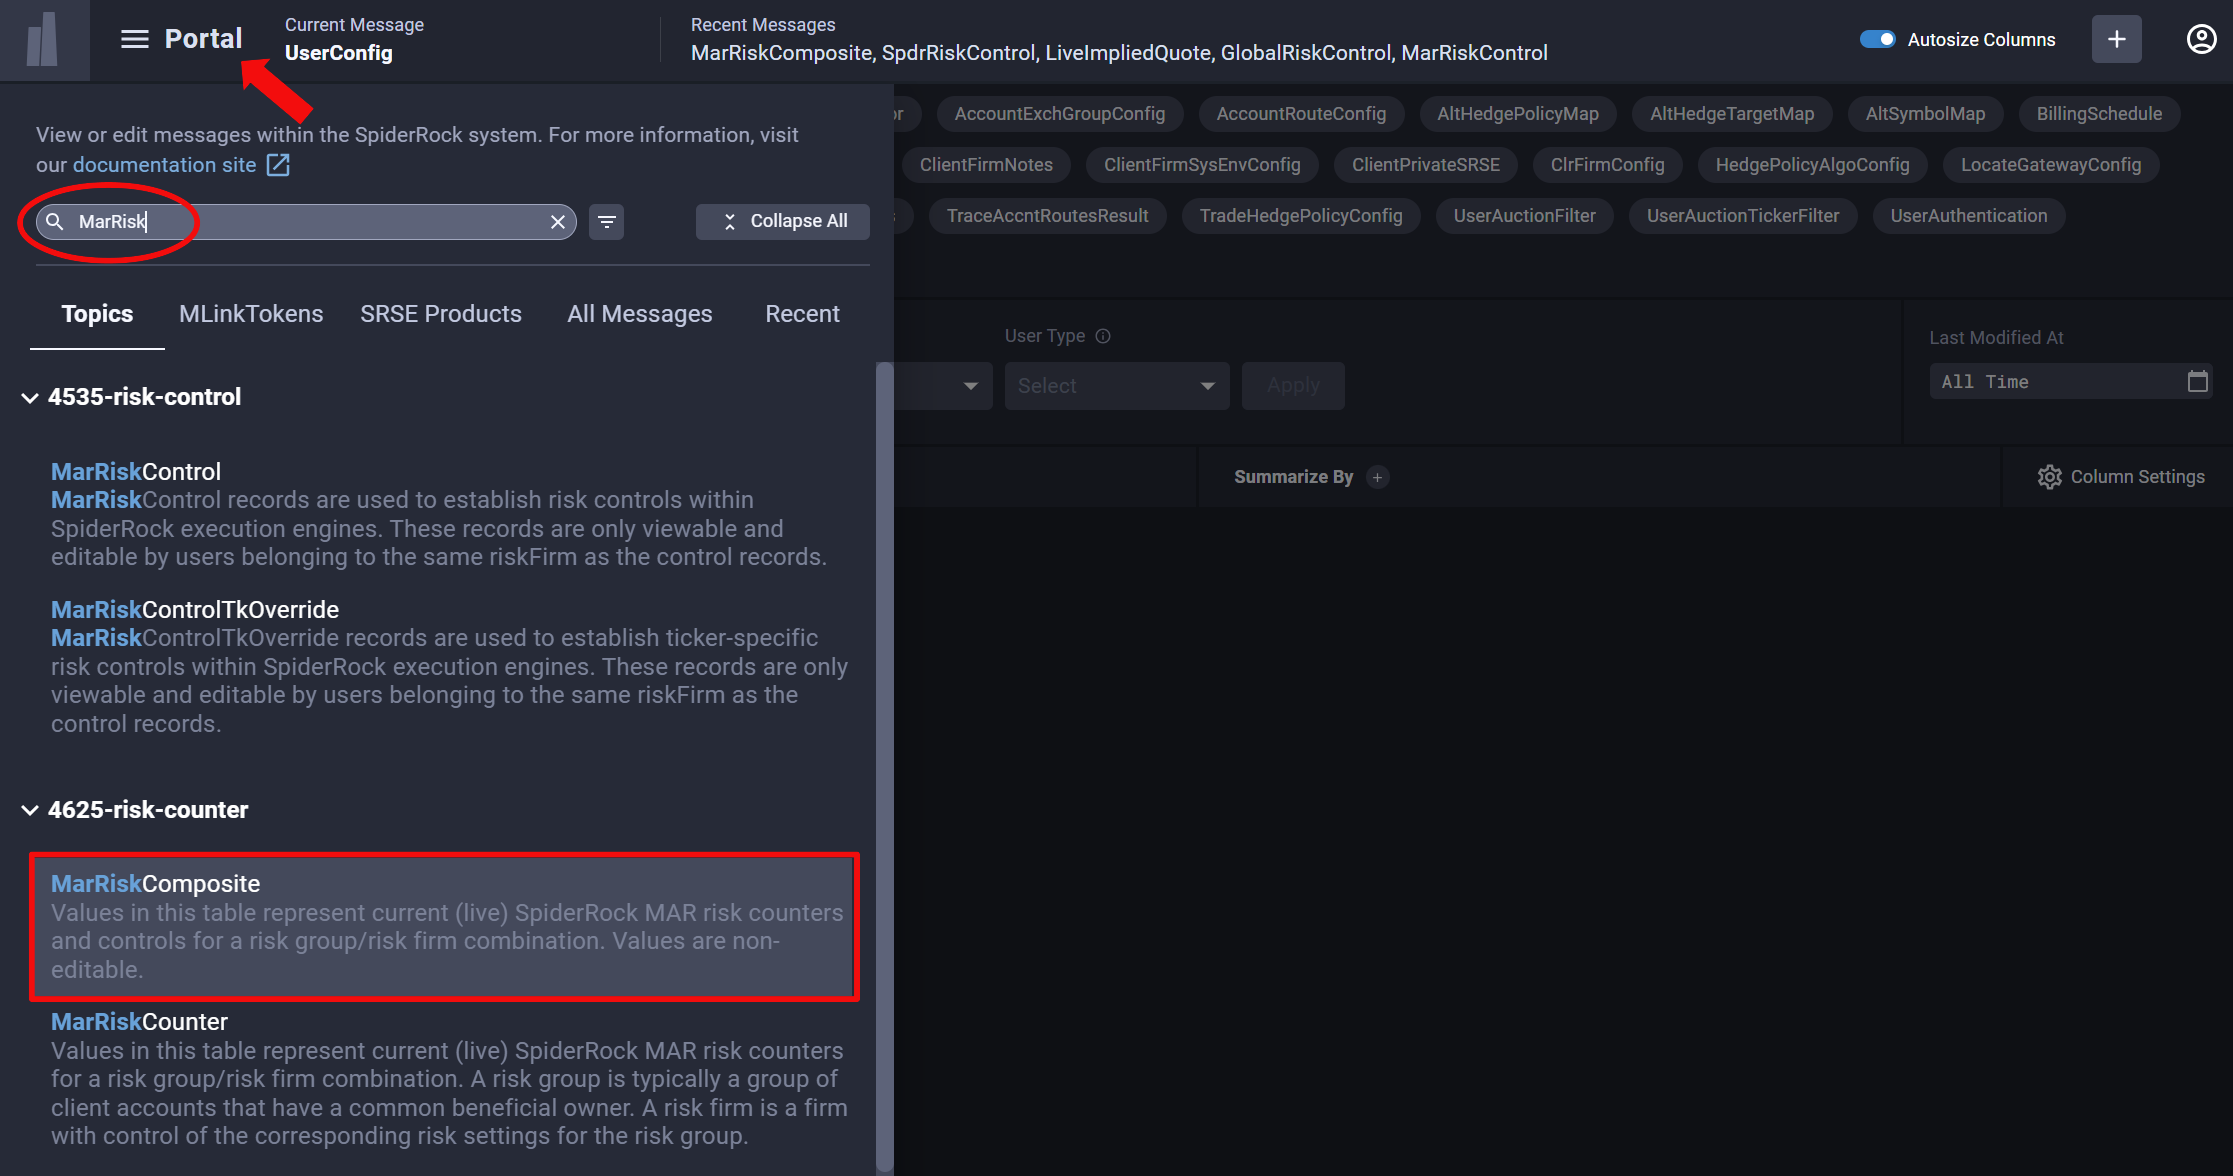 Portal
Current Message
UserConfig
Recent Messages
MarRiskComposite, SpdrRiskControl, LiveImpliedQuote, GlobalRiskControl, MarRiskControl
Autosize Columns
View or edit messages within the SpiderRock system. For more information, visit
our documentation site
MarRisk
Collapse All
Topics
MLinkTokens
SRSE Products
All Messages
Recent
4535-risk-control
MarRiskControl
MarRiskControl records are used to establish risk controls within
SpiderRock execution engines. These records are only viewable and
editable by users belonging to the same riskFirm as the control records.
MarRiskControlTkOverride
MarRiskControlTkOverride records are used to establish ticker-specific
risk controls within SpiderRock execution engines. These records are only
viewable and editable by users belonging to the same riskFirm as the
control records.
4625-risk-counter
MarRiskComposite
Values in this table represent current (live) SpiderRock MAR risk counters
and controls for a risk group/risk firm combination. Values are non-
editable.
MarRiskCounter
Values in this table represent current (live) SpiderRock MAR risk counters
for a risk group/risk firm combination. A risk group is typically a group of
client accounts that have a common beneficial owner. A risk firm is a firm
with control of the corresponding risk settings for the risk group.
AccountExchGroupConfig
AccountRouteConfig
AltHedgePolicyMap
AltHedgeTargetMap
AltSymbolMap
BillingSchedule
ClientFirmNotes
ClientFirmSysEnvConfig
ClientPrivateSRSE
ClrFirmConfig
HedgePolicyAlgoConfig
LocateGatewayConfig
TraceAccntRoutesResult
TradeHedgePolicyConfig
UserAuctionFilter
UserAuctionTickerFilter
UserAuthentication
User Type
Select
Apply
Last Modified At
All Time
Summarize By
Column Settings